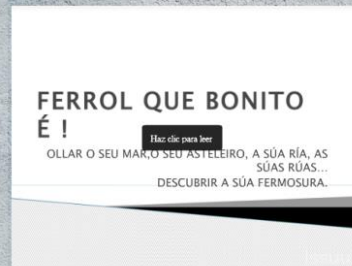 FERROL QUE BONITO
É !
Haz clic para leer
OLLAR O SEU MAR,O SEU ASTELEIRO, A SÚA RÍA, AS
SÚAS RÚAS...
DESCUBRIR A SÚA FERMOSURA.